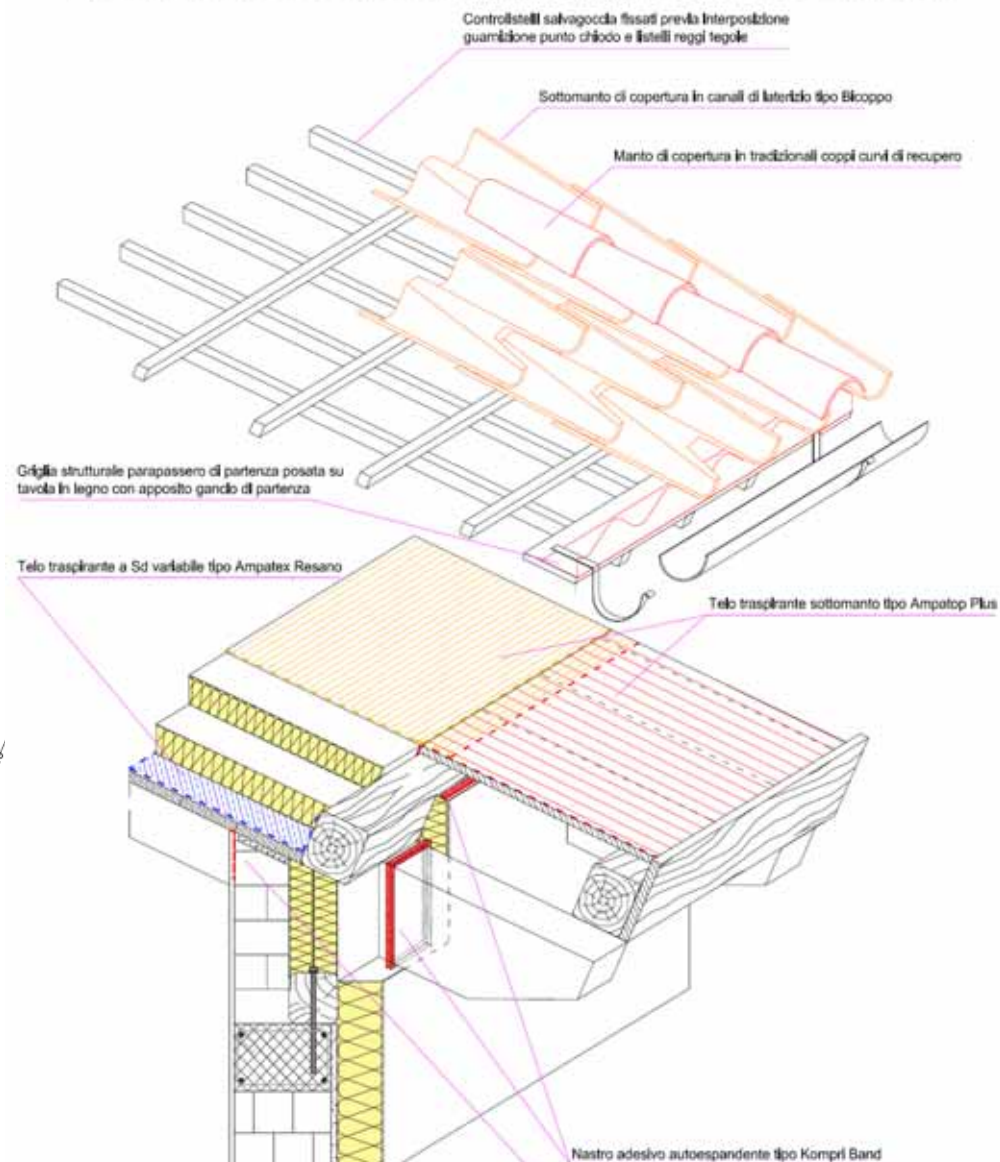 Controllistelli salvagoccia fissati previa interposizione
guarnizione punto chiodo e listelli reggi tegole
Sottomanto di copertura in canali di laterizio tipo Bicoppo
Manto di copertura in tradizionali coppi curvi di recupero
Griglia strutturale parapassero di partenza posata su
tavola in legno con apposito gancio di partenza
Telo traspirante a Sd variabile tipo Ampatex Resano
Telo traspirante sottomanto tipo Ampatop Plus
Nastro adesivo autoespandente tipo Kompri Band